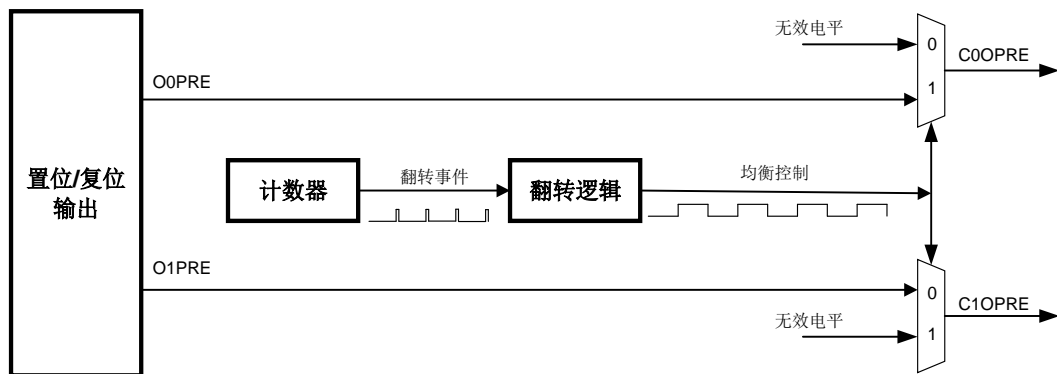 无效电平
0
C0OPRE
O0PRE
1
置位/复位
输出
计数器
翻转事件
翻转逻辑
均衡控制
O1PRE
0
C1OPRE
无效电平
1